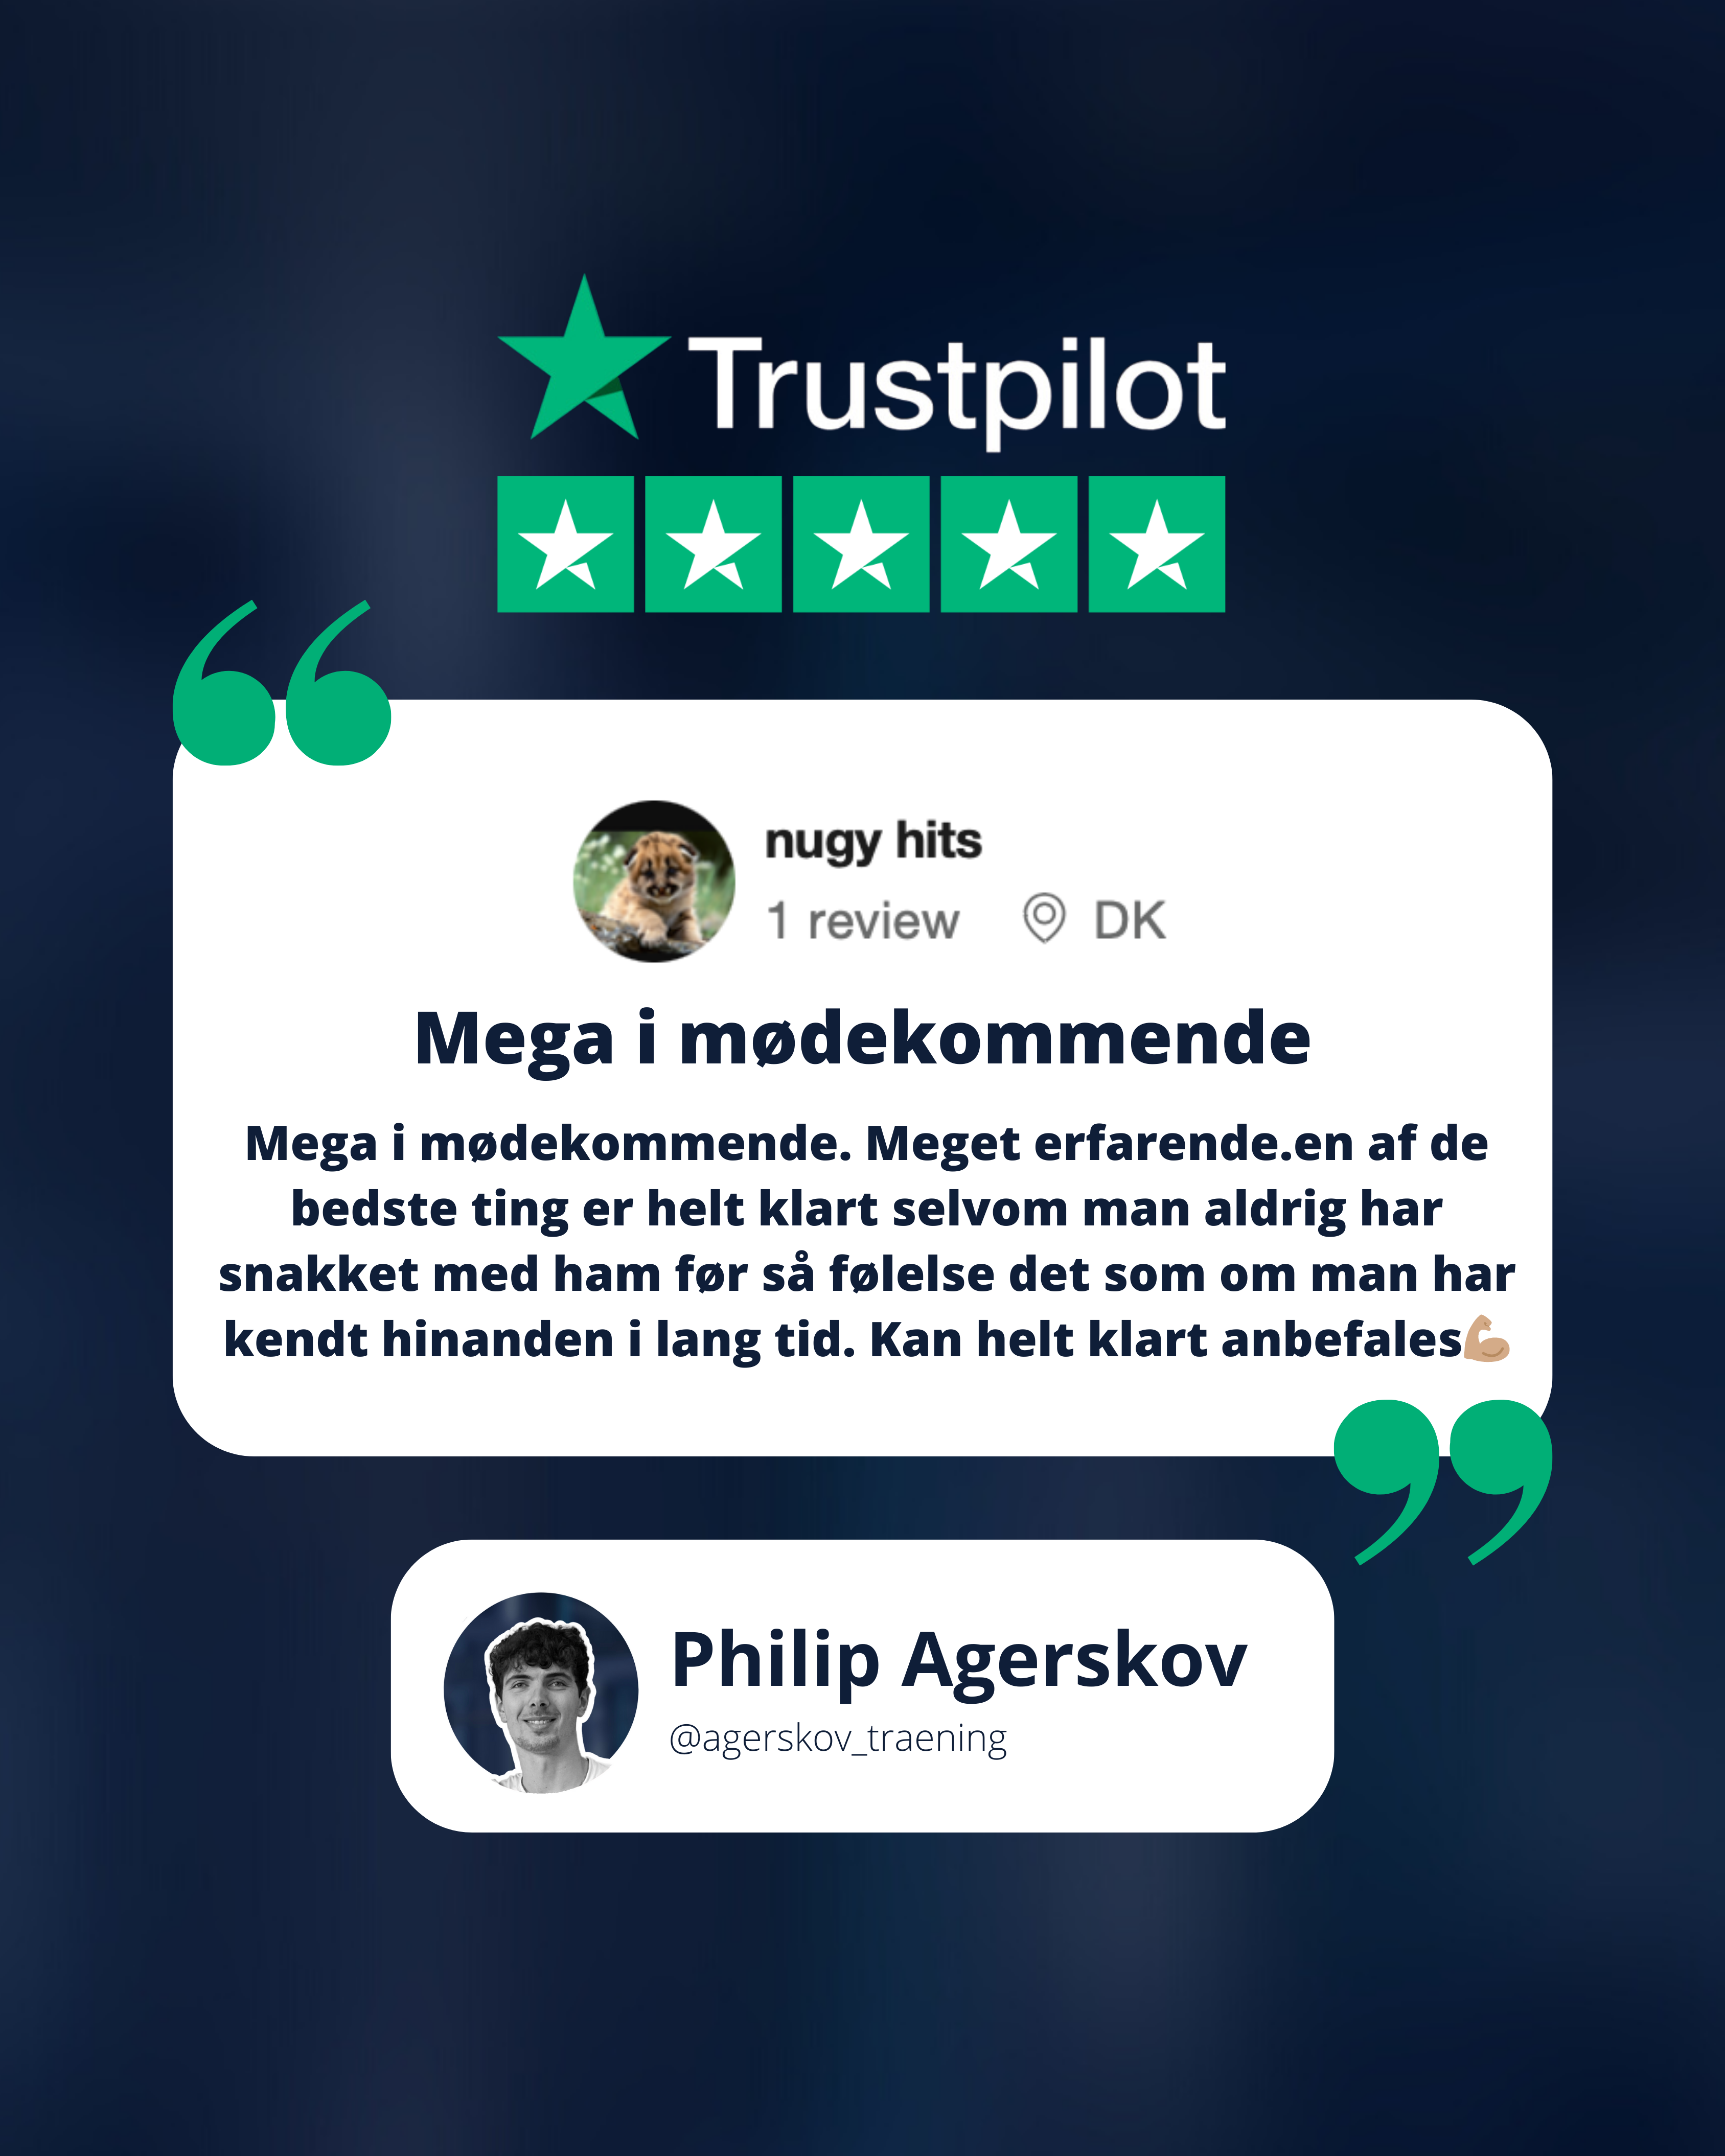 Trustpilot
nugy hits
1 review DK
Mega i mødekommende
Mega i mødekommende. Meget erfarende.en af de
bedste ting er helt klart selvom man aldrig har
snakket med ham før så følelse det som om man har
kendt hinanden i lang tid. Kan helt klart anbefales💪🏼
Philip Agerskov
@agerskov_traening